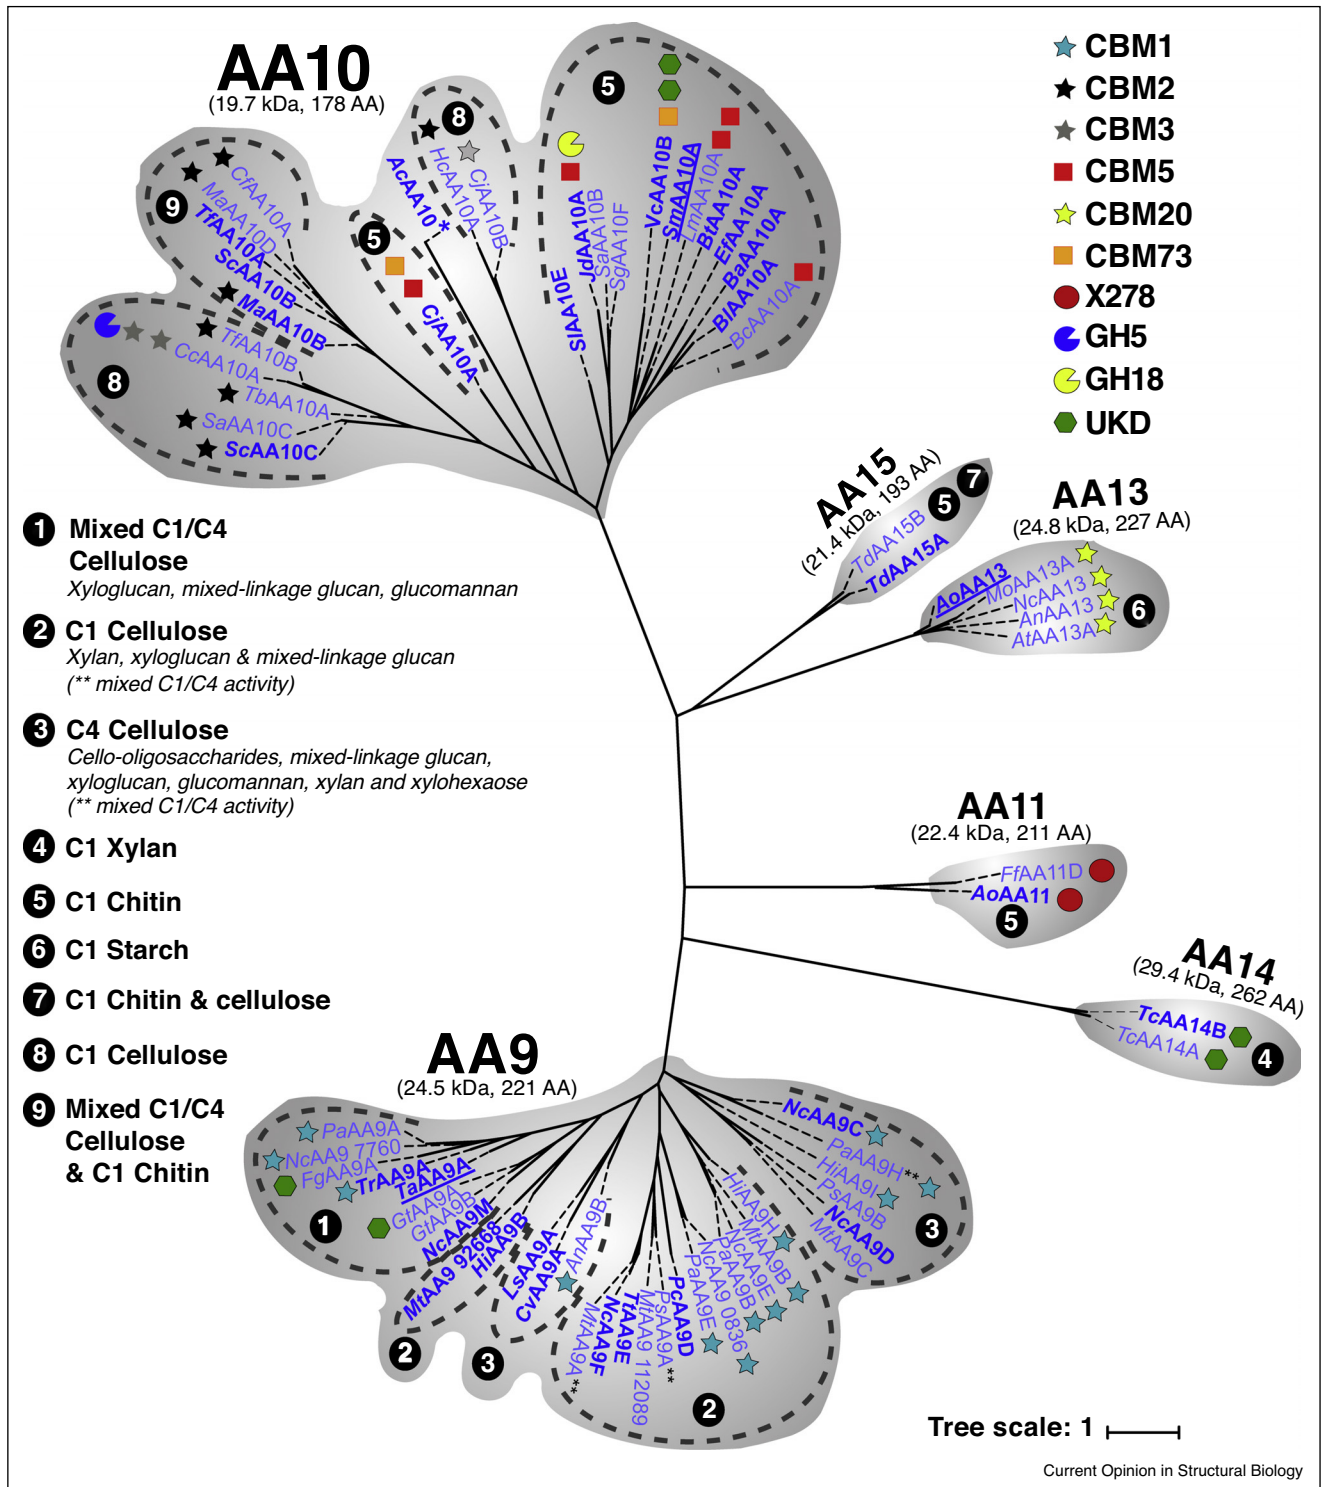 AA10
(19.7 kDa, 178 AA)
CBM1
CBM2
CBM3
CBM5
CBM20
CBM73
X278
GH5
GH18
UKD
9
CfAA10A
MaAA10D
TfAA10A
ScAA10B
MaAA10B
8
TfAA10B
CcAA10A
TbAA10A
SaAA10C
ScAA10C
5
CjAA10A
AcAA10*
8
HcAA10A
CjAA10B
5
SlAA10E
JdAA10A
SaAA10B
SgAA10F
VcAA10B
SmAA10A
LmAA10A
BtAA10A
EfAA10A
BaAA10A
BlAA10A
BcAA10A
AA15
(21.4 kDa, 193 AA)
TdAA15B
TdAA15A
5
7
AA13
(24.8 kDa, 227 AA)
AoAA13
MoAA13A
NcAA13
AnAA13
AtAA13A
6
1 Mixed C1/C4
Cellulose
Xyloglucan, mixed-linkage glucan, glucomannan
2 C1 Cellulose
Xylan, xyloglucan & mixed-linkage glucan
(** mixed C1/C4 activity)
3 C4 Cellulose
Cello-oligosaccharides, mixed-linkage glucan,
xyloglucan, glucomannan, xylan and xylohexaose
(** mixed C1/C4 activity)
4 C1 Xylan
5 C1 Chitin
6 C1 Starch
7 C1 Chitin & cellulose
8 C1 Cellulose
9 Mixed C1/C4
Cellulose
& C1 Chitin
AA11
(22.4 kDa, 211 AA)
FfAA11D
AoAA11
5
AA14
(29.4 kDa, 262 AA)
TcAA14B
TcAA14A
4
AA9
(24.5 kDa, 221 AA)
PaAA9A
NcAA9 7760
FgAA9A
TrAA9A
TaAA9A
GtAA9A
GtAA9B
NcAA9M
1
MtAA9 92668
HiAA9B
2
LsAA9A
CvAA9A
AnAA9B
3
MtAA9A**
NcAA9F
TtAA9E
MtAA9 112089
PsAA9A**
PcAA9D
PaAA9E
NcAA9 0836
PaAA9B
NcAA9E
MtAA9B
HiAA9H
2
NcAA9C
PaAA9H**
HiAA9I
PsAA9B
NcAA9D
MtAA9C
3
Tree scale: 1
Current Opinion in Structural Biology